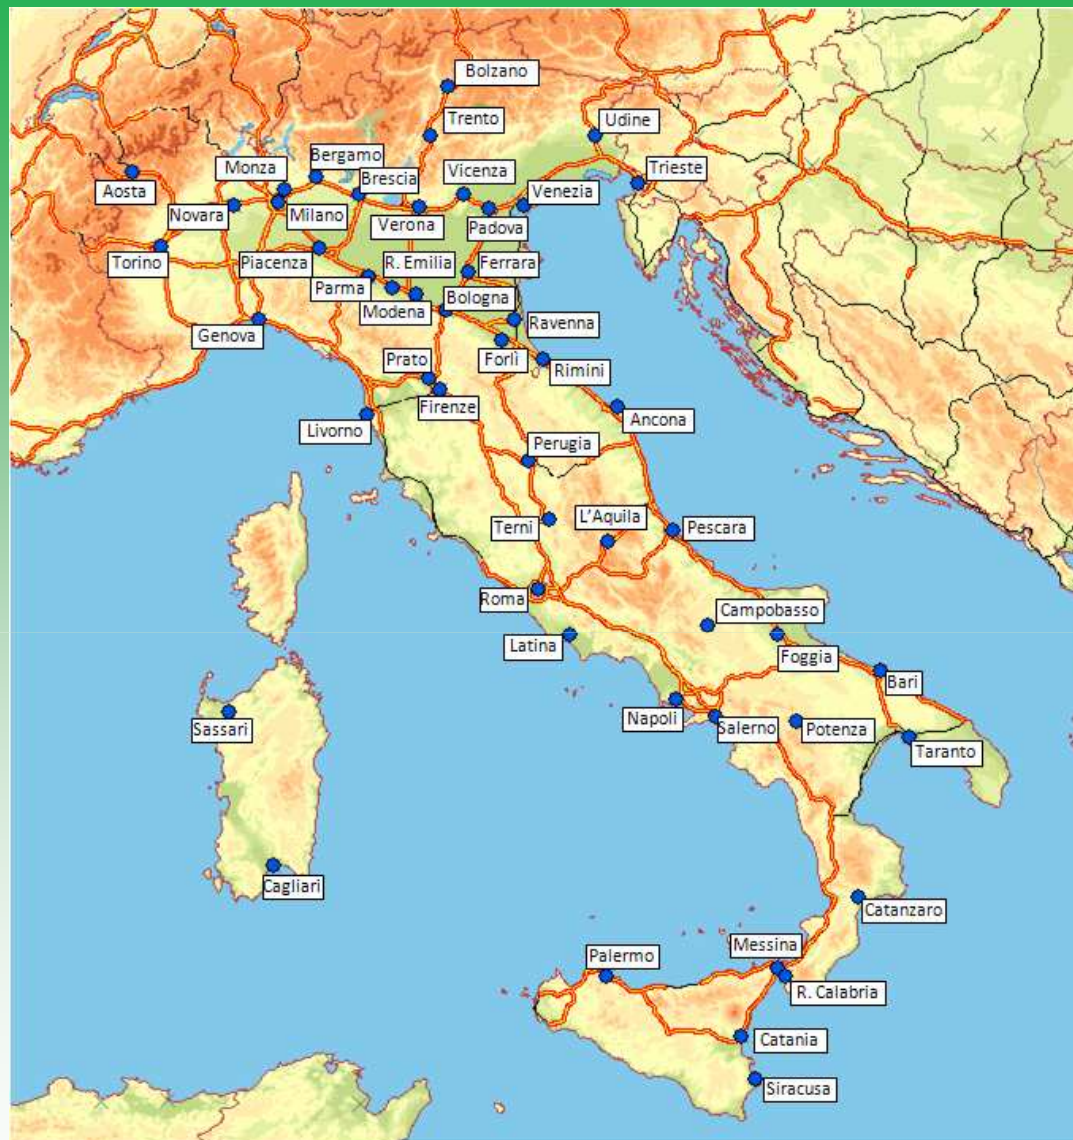 Bolzano
Trento
Udine
Bergamo
Monza
Vicenza
Trieste
Aosta
Brescia
Venezia
Novara
Milano
Verona
Padova
Torino
Piacenza
R. Emilia
Ferrara
Parma
Modena
Bologna
Genova
Ravenna
Prato
Forlì
Rimini
Firenze
Livorno
Ancona
Perugia
Terni
L'Aquila
Pescara
Roma
Campobasso
Latina
Foggia
Bari
Sassari
Napoli
Salerno
Potenza
Taranto
Cagliari
Catanzaro
Messina
Palermo
R. Calabria
Catania
Siracusa